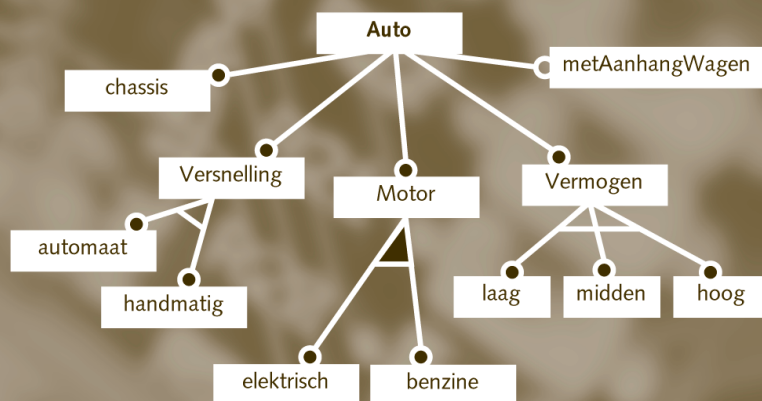 Auto
chassis
metAanhangWagen
Versnelling
Motor
Vermogen
automaat
handmatig
laag
midden
hoog
elektrisch
benzine